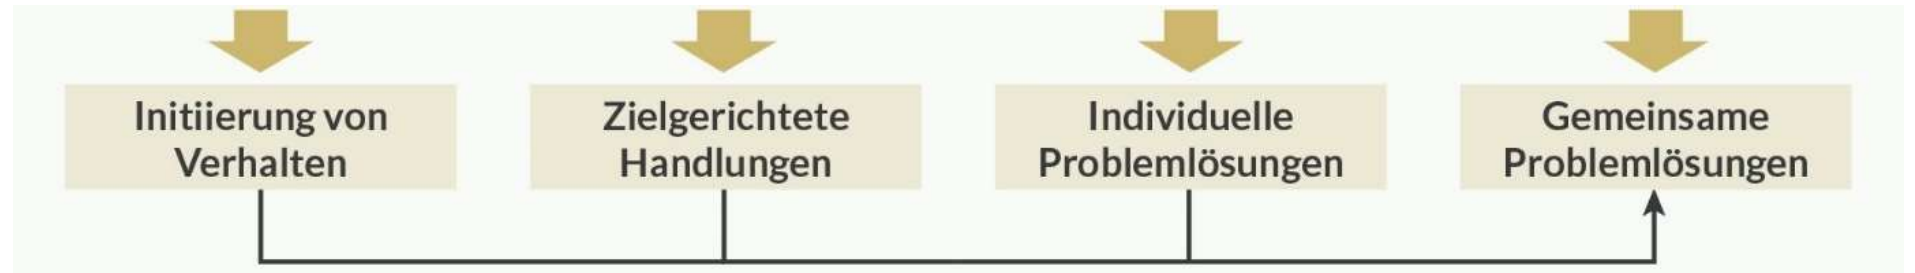 Initiierung von
Verhalten
Zielgerichtete
Handlungen
Individuelle
Problemlösungen
Gemeinsame
Problemlösungen